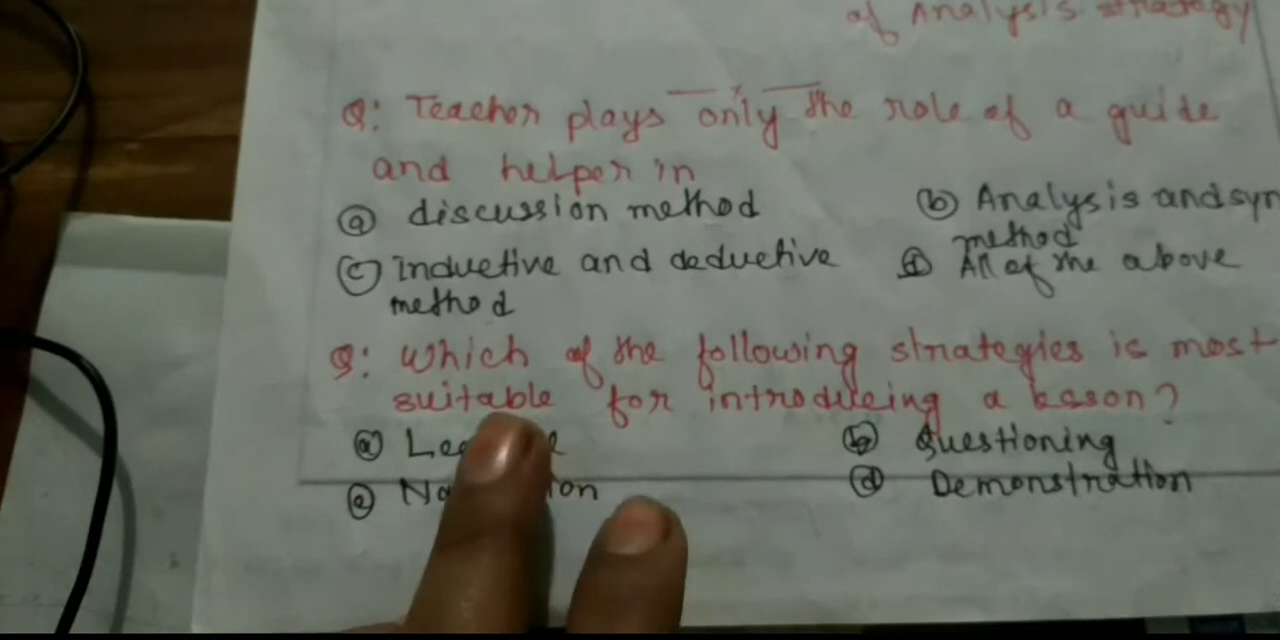 of Analysis strategy
Q: Teacher plays only the role of a guide
and helper in
(a) discussion method (b) Analysis and syn
method
(c) inductive and deductive (d) All of the above
method
Q: Which of the following strategies is most
suitable for introduceing a lesson?
(a) (b) Questioning
(c) (d) Demonstration